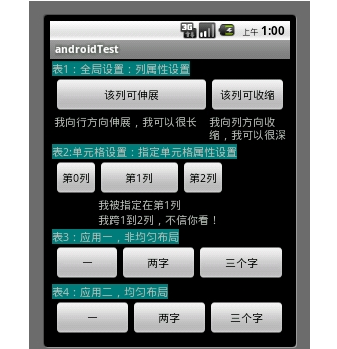 3G
上午 1:00
androidTest
表1：全局设置：列属性设置
该列可伸展 该列可收缩
我向行方向伸展，我可以很长 我向列方向收
缩，我可以很深
表2:单元格设置：指定单元格属性设置
第0列 第1列 第2列
我被指定在第1列
我跨1到2列，不信你看！
表3：应用一，非均匀布局
一 两字 三个字
表4：应用二，均匀布局
一 两字 三个字